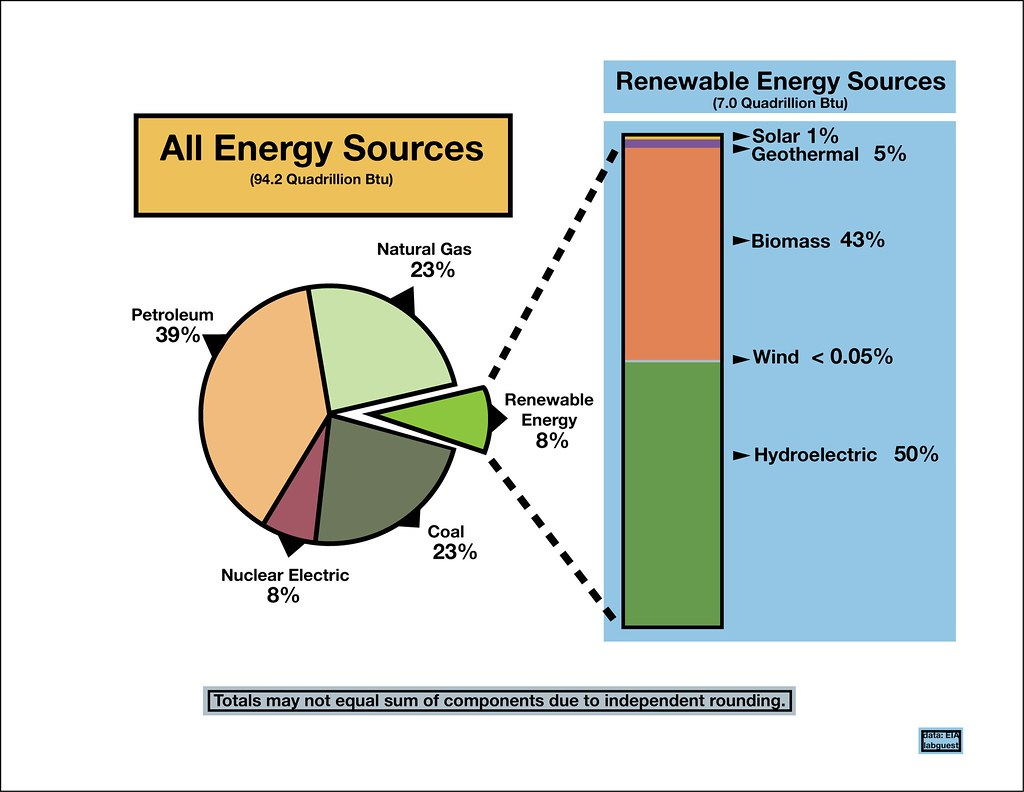 Renewable Energy Sources
(7.0 Quadrillion Btu)
All Energy Sources
(94.2 Quadrillion Btu)
Solar 1%
Geothermal 5%
Biomass 43%
Wind < 0.05%
Hydroelectric 50%
Natural Gas
23%
Petroleum
39%
Renewable
Energy
8%
Coal
23%
Nuclear Electric
8%
Totals may not equal sum of components due to independent rounding.
data: EIA
labguest